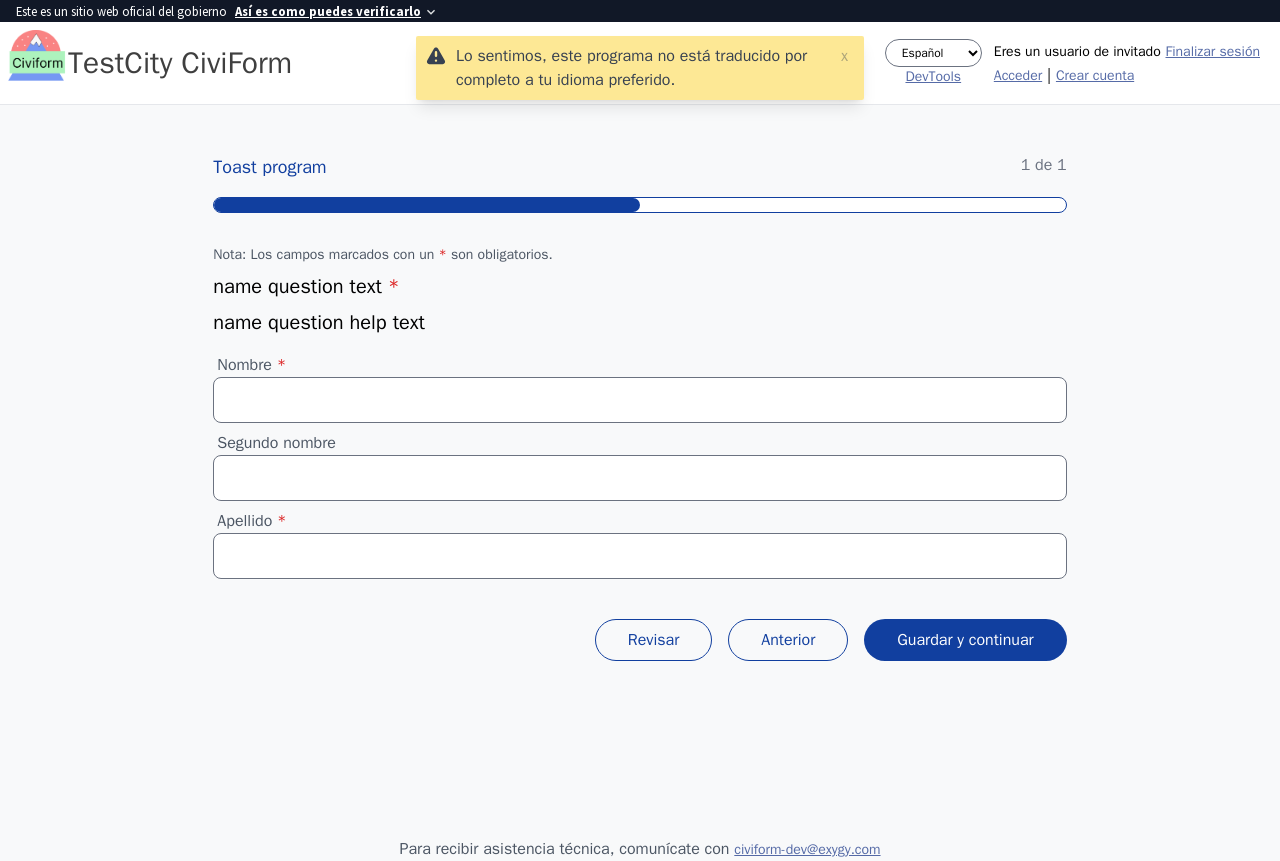 Este es un sitio web oficial del gobierno Así es como puedes verificarlo
Civiform
TestCity CiviForm
Lo sentimos, este programa no está traducido por
completo a tu idioma preferido.
x
Español
DevTools
Eres un usuario de invitado Finalizar sesión
Acceder | Crear cuenta
Toast program
1 de 1
Nota: Los campos marcados con un * son obligatorios.
name question text *
name question help text
Nombre *
Segundo nombre
Apellido *
Revisar
Anterior
Guardar y continuar
Para recibir asistencia técnica, comunícate con civiform-dev@exygy.com